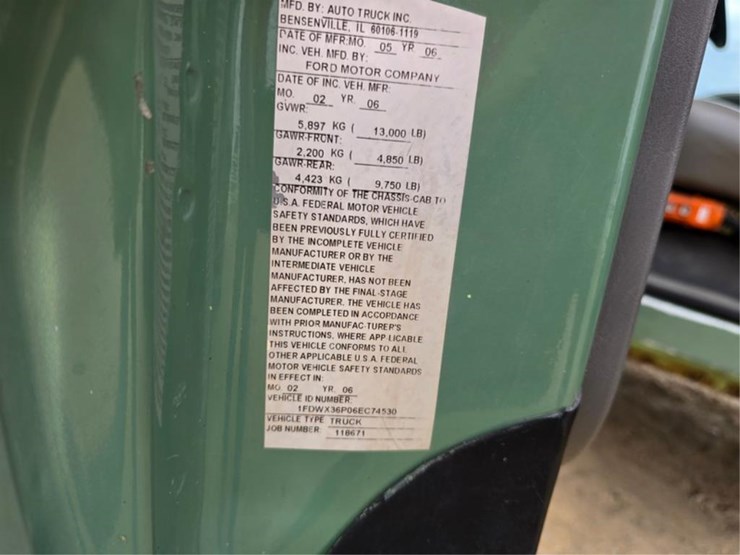 MFD. BY: AUTO TRUCK INC.
BENSENVILLE, IL 60106-1119
DATE OF MFR: MO. 05 YR 06
INC. VEH. MFD. BY:
FORD MOTOR COMPANY
DATE OF INC. VEH. MFR:
MO. 02 YR. 06
GVWR
5,897 KG ( 13,000 LB)
GAWR-FRONT:
2,200 KG ( 4,850 LB)
GAWR-REAR:
4,423 KG ( 9,750 LB)
CONFORMITY OF THE CHASSIS-CAB TO
U.S.A. FEDERAL MOTOR VEHICLE
SAFETY STANDARDS, WHICH HAVE
BEEN PREVIOUSLY FULLY CERTIFIED
BY THE INCOMPLETE VEHICLE
MANUFACTURER OR BY THE
INTERMEDIATE VEHICLE
MANUFACTURER, HAS NOT BEEN
AFFECTED BY THE FINAL-STAGE
MANUFACTURER. THE VEHICLE HAS
BEEN COMPLETED IN ACCORDANCE
WITH PRIOR MANUFAC-TURER'S
INSTRUCTIONS, WHERE APPLICABLE
THIS VEHICLE CONFORMS TO ALL
OTHER APPLICABLE U.S.A. FEDERAL
MOTOR VEHICLE SAFETY STANDARDS
IN EFFECT IN:
MO. 02 YR. 06
VEHICLE ID NUMBER:
1FDWX36P06EC74530
VEHICLE TYPE TRUCK
JOB NUMBER 118671